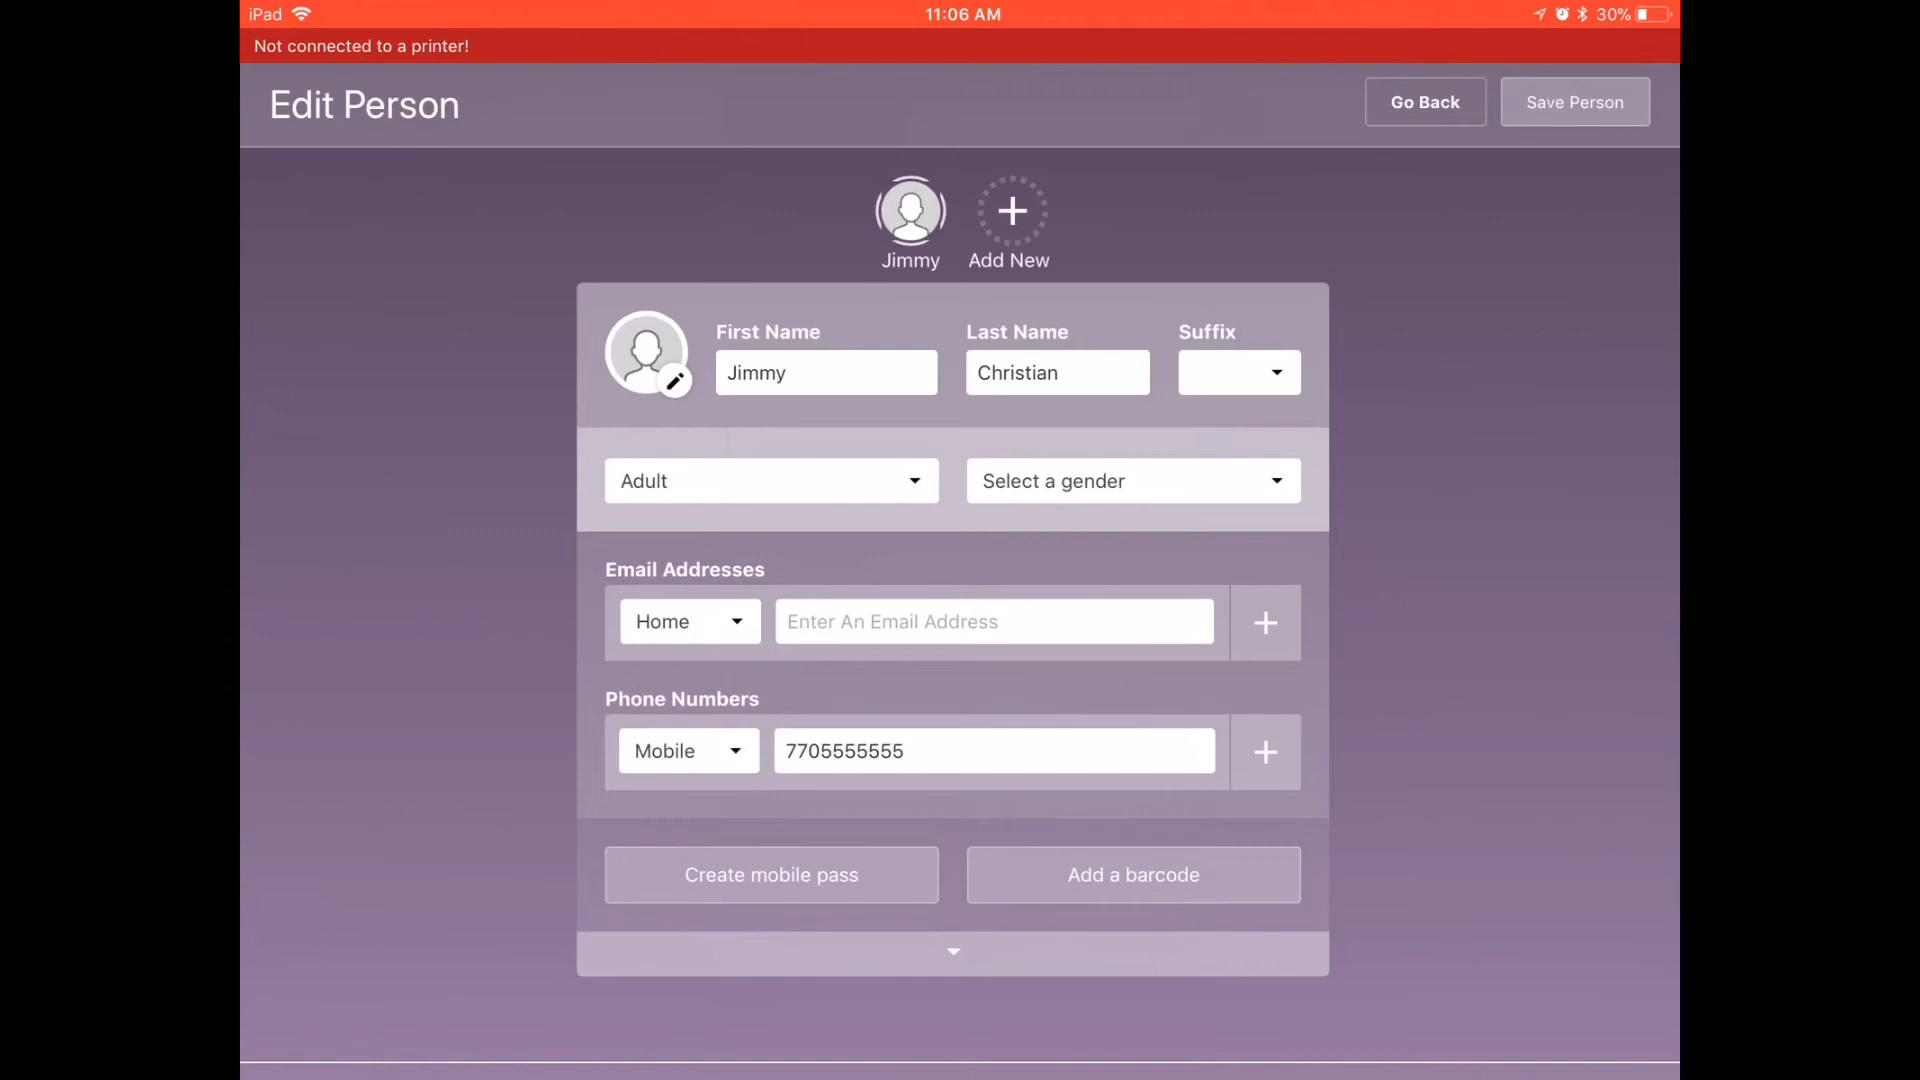 iPad 11:06 AM 30%
Not connected to a printer!
Edit Person Go Back Save Person
Jimmy Add New
First Name Last Name Suffix
Jimmy Christian
Adult Select a gender
Email Addresses
Home Enter An Email Address
Phone Numbers
Mobile 7705555555
Create mobile pass Add a barcode